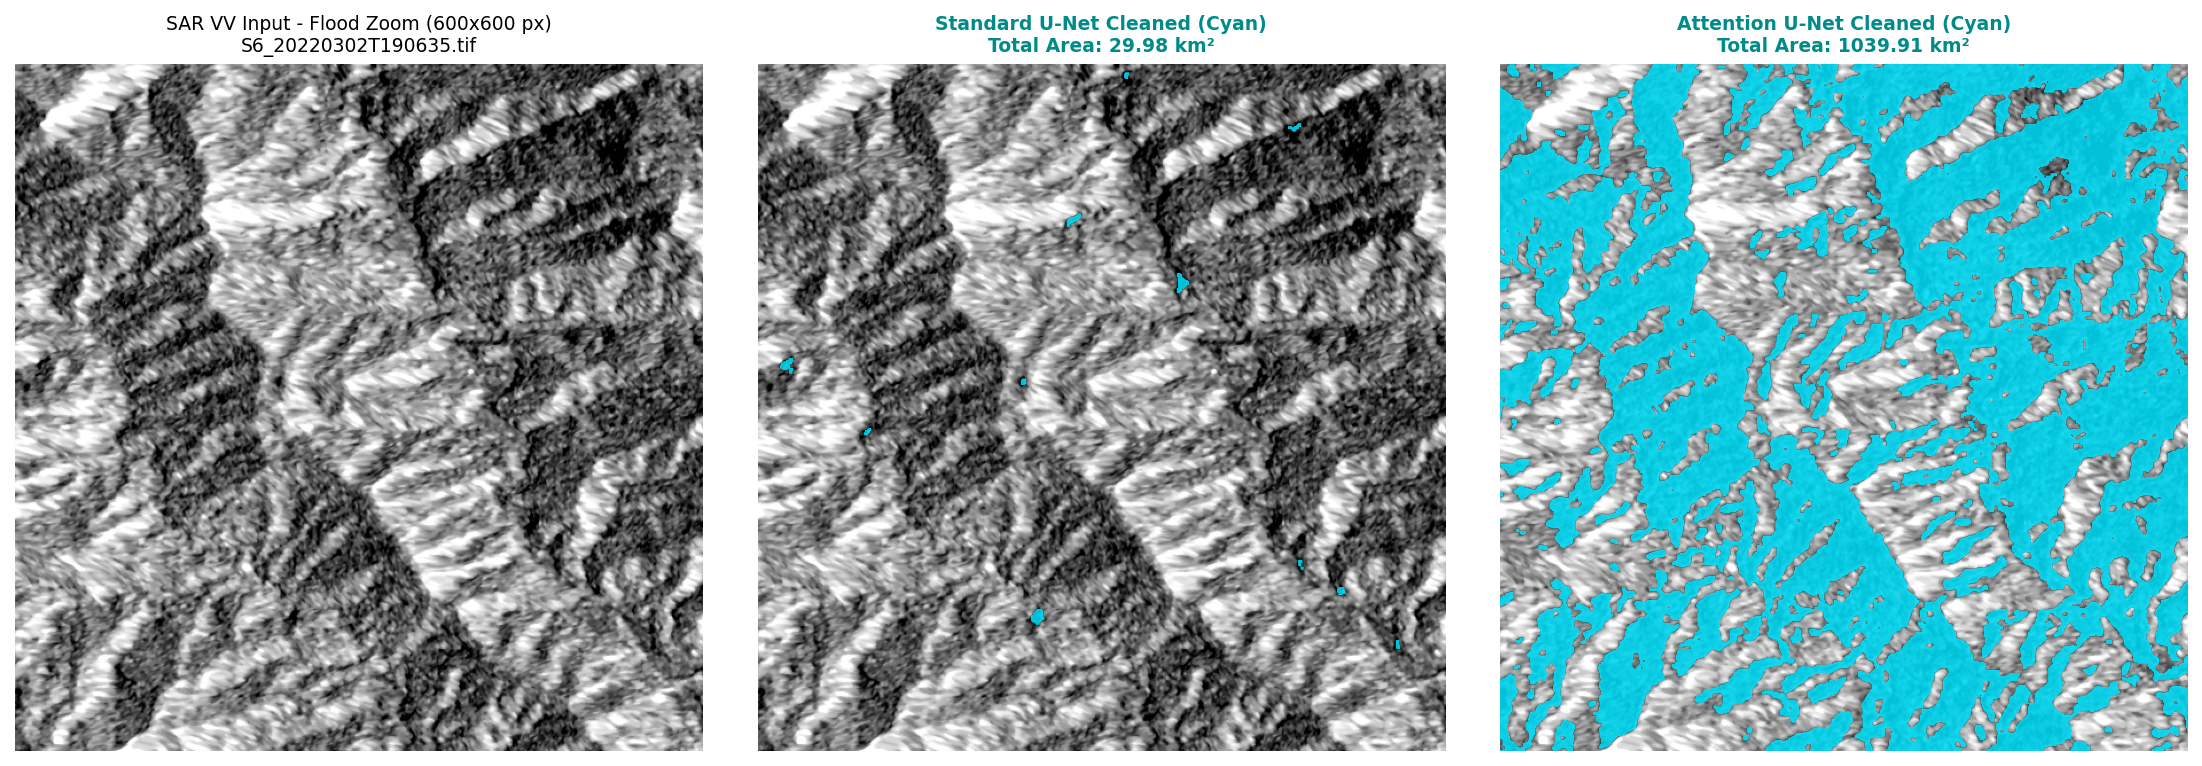 SAR VV Input - Flood Zoom (600x600 px)
S6_20220302T190635.tif
Standard U-Net Cleaned (Cyan)
Total Area: 29.98 km²
Attention U-Net Cleaned (Cyan)
Total Area: 1039.91 km²